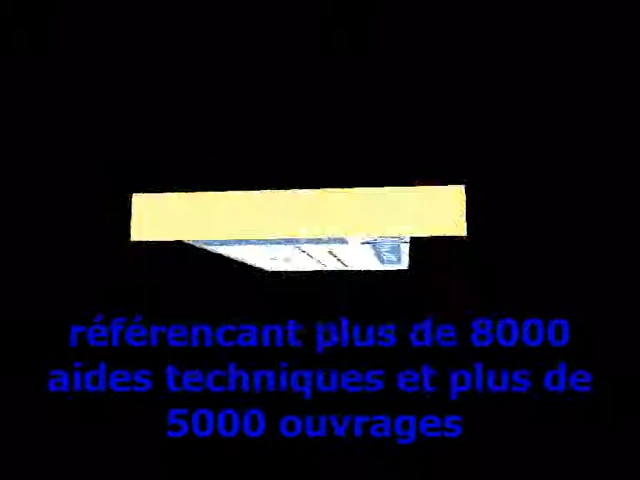 référencant plus de 8000
aides techniques et plus de
5000 ouvrages